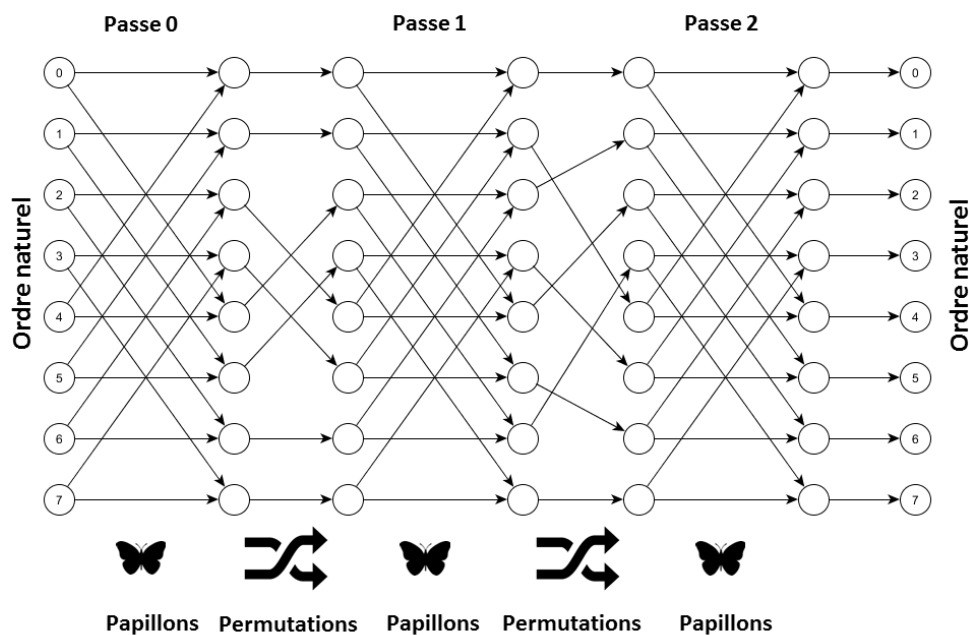 Passe 0 Passe 1 Passe 2
Ordre naturel
0 0
1 1
2 2
3 3
4 4
5 5
6 6
7 7
Ordre naturel
Papillons Permutations Papillons Permutations Papillons